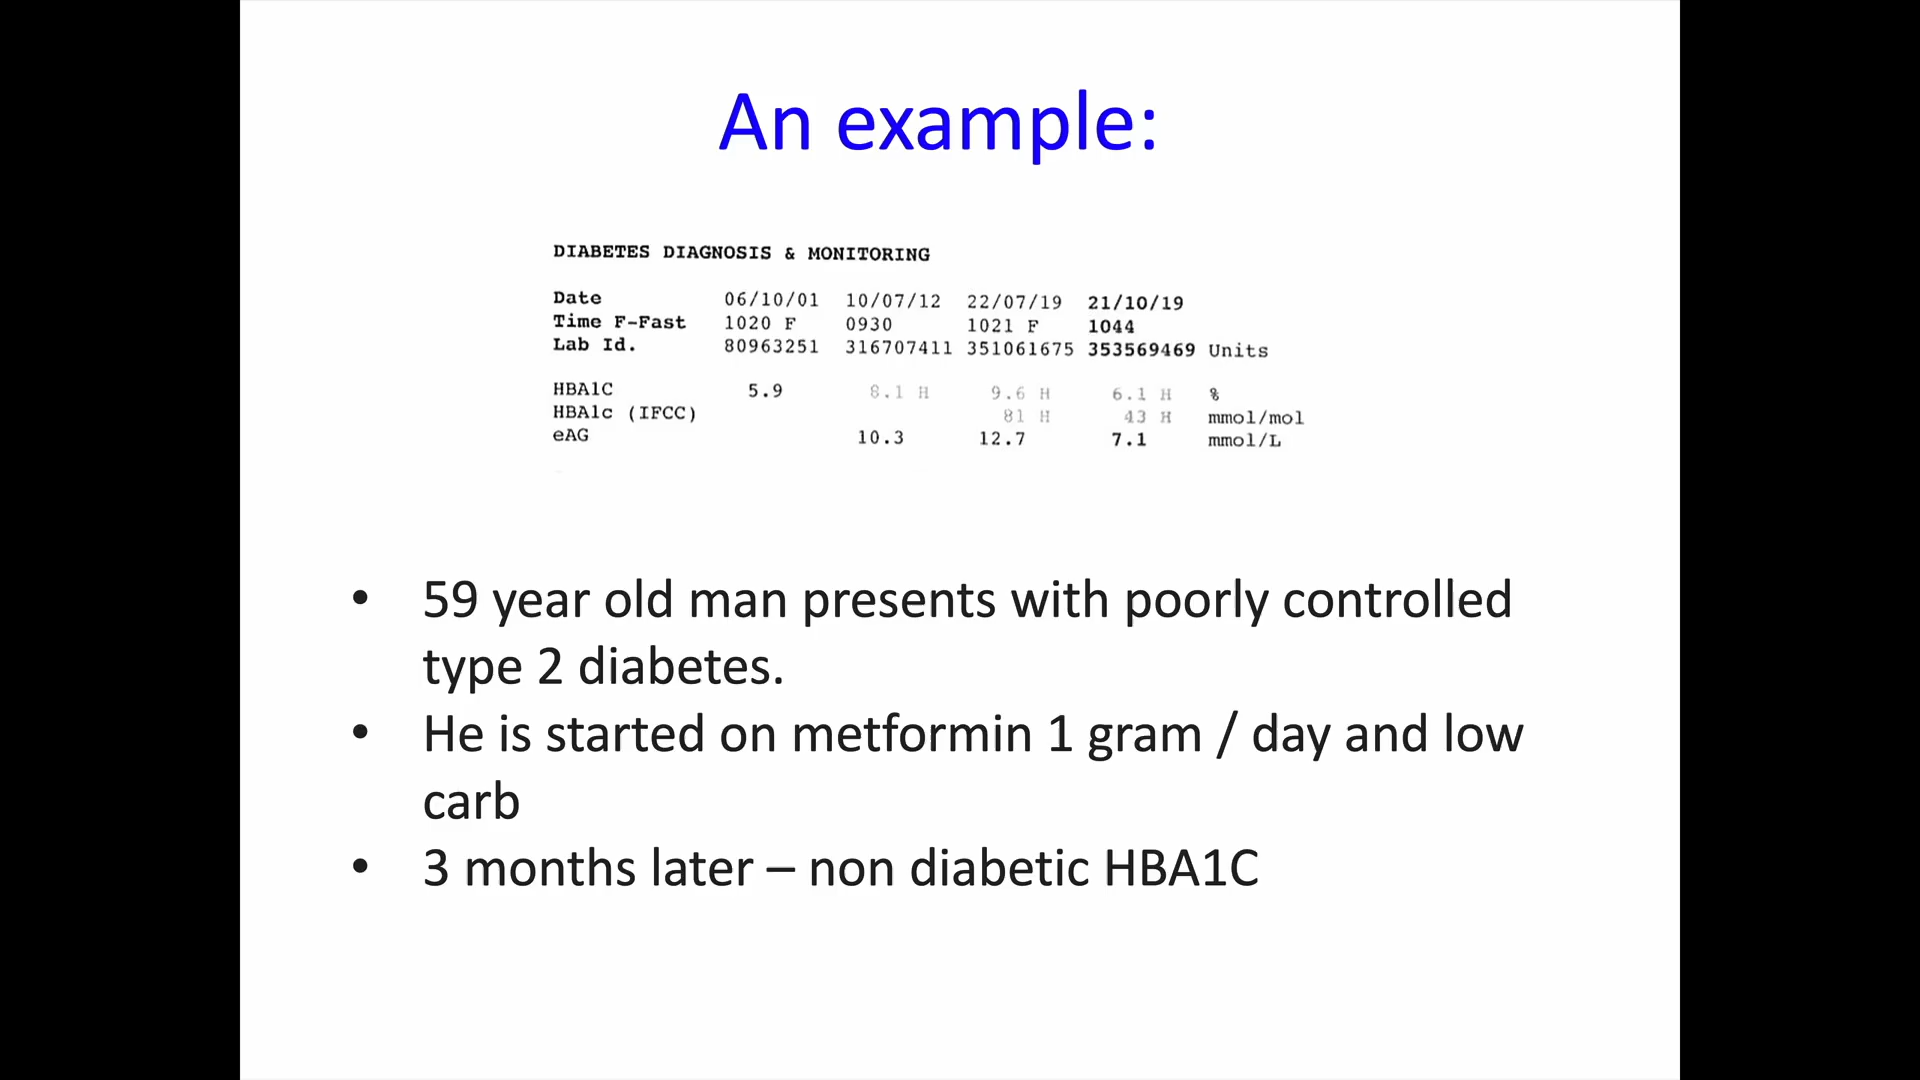 An example:
DIABETES DIAGNOSIS & MONITORING
Date 06/10/01 10/07/12 22/07/19 21/10/19
Time F-Fast 1020 F 0930 1021 F 1044
Lab Id. 80963251 316707411 351061675 353569469 Units
HBA1C 5.9 8.1 H 9.6 H 6.1 H %
HBA1c (IFCC) 81 H 43 H mmol/mol
eAG 10.3 12.7 7.1 mmol/L
• 59 year old man presents with poorly controlled
type 2 diabetes.
• He is started on metformin 1 gram / day and low
carb
• 3 months later – non diabetic HBA1C